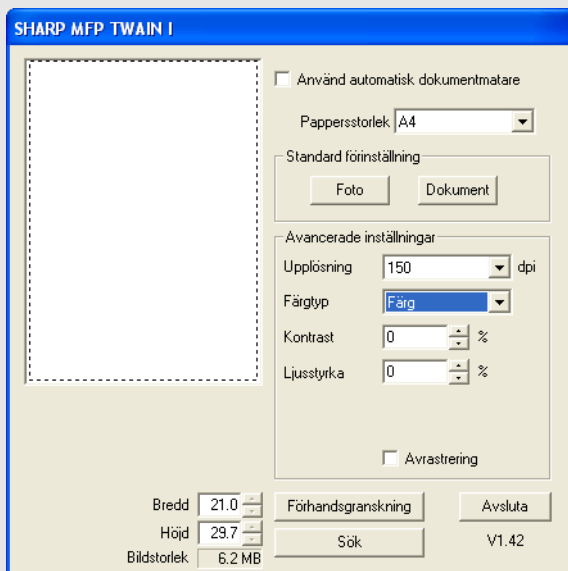 SHARP MFP TWAIN I
Använd automatisk dokumentmatare
Pappersstorlek A4
Standard förinställning
Foto Dokument
Avancerade inställningar
Upplösning 150 dpi
Färgtyp Färg
Kontrast 0 %
Ljusstyrka 0 %
Avrastrering
Bredd 21.0
Höjd 29.7
Bildstorlek 6.2 MB
Förhandsgranskning Avsluta
Sök V1.42